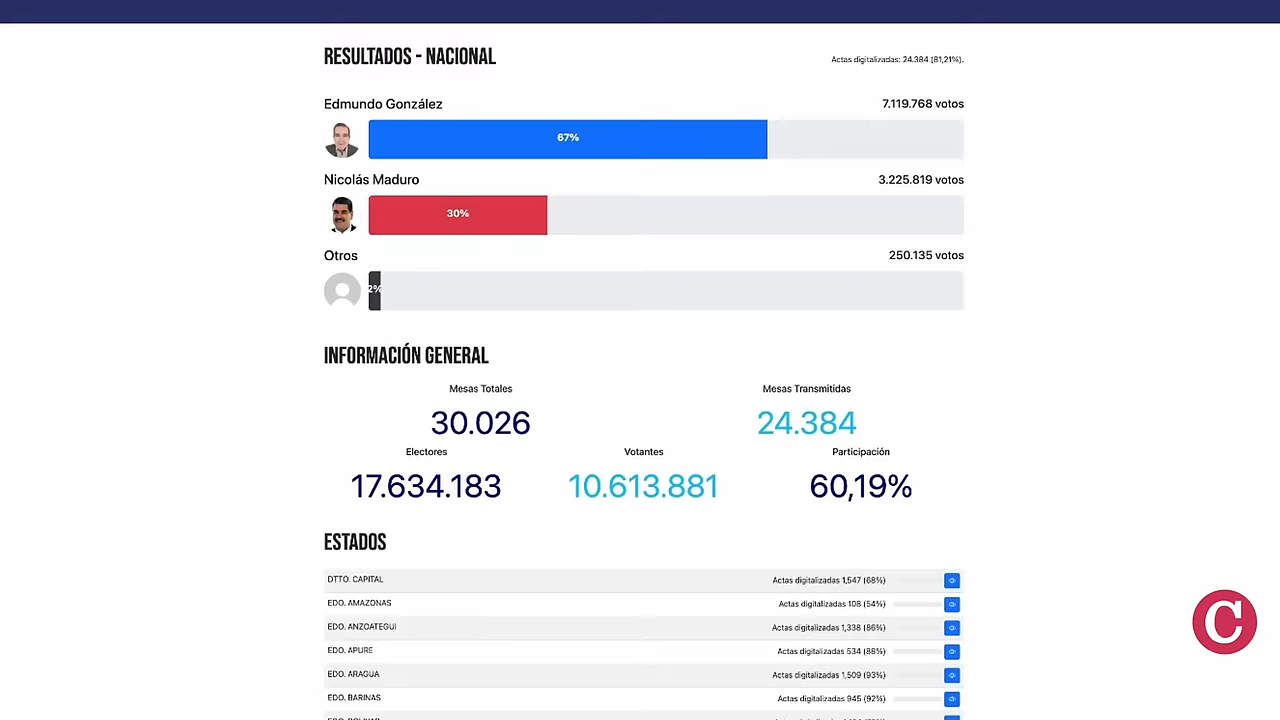 RESULTADOS - NACIONAL
Actas digitalizadas: 24.384 (81,21%).
Edmundo González
7.119.768 votos
67%
Nicolás Maduro
3.225.819 votos
30%
Otros
250.135 votos
2%
INFORMACIÓN GENERAL
Mesas Totales
Mesas Transmitidas
30.026
24.384
Electores
Votantes
Participación
17.634.183
10.613.881
60,19%
ESTADOS
DTTO. CAPITAL
Actas digitalizadas 1,547 (68%)
EDO. AMAZONAS
Actas digitalizadas 108 (54%)
EDO. ANZOATEGUI
Actas digitalizadas 1,338 (86%)
EDO. APURE
Actas digitalizadas 534 (88%)
EDO. ARAGUA
Actas digitalizadas 1,509 (93%)
EDO. BARINAS
Actas digitalizadas 945 (92%)
C